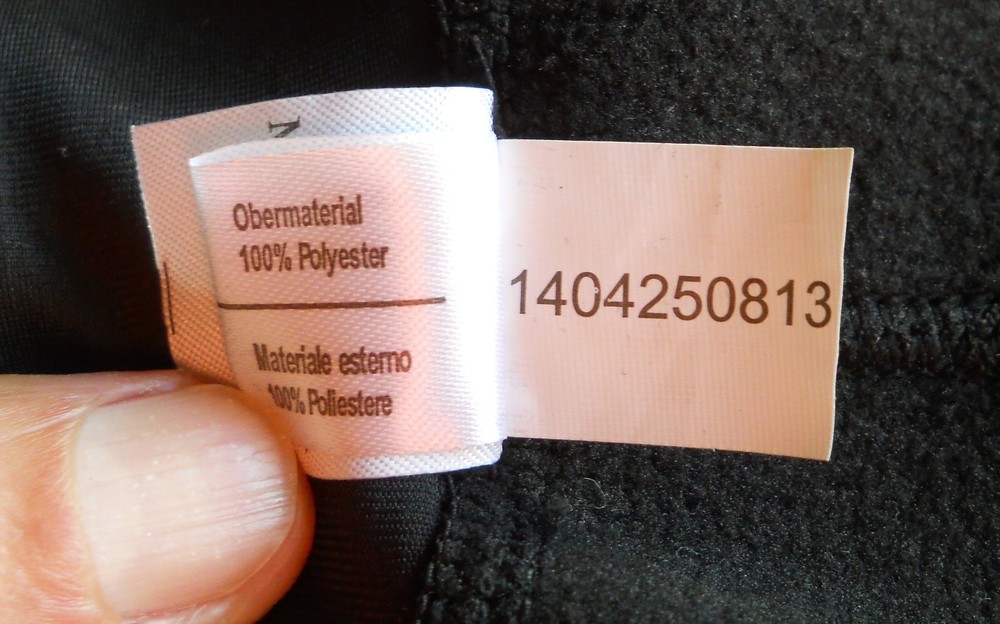 N
Obermaterial
100% Polyester
Materiale esterno
100% Poliestere
1404250813